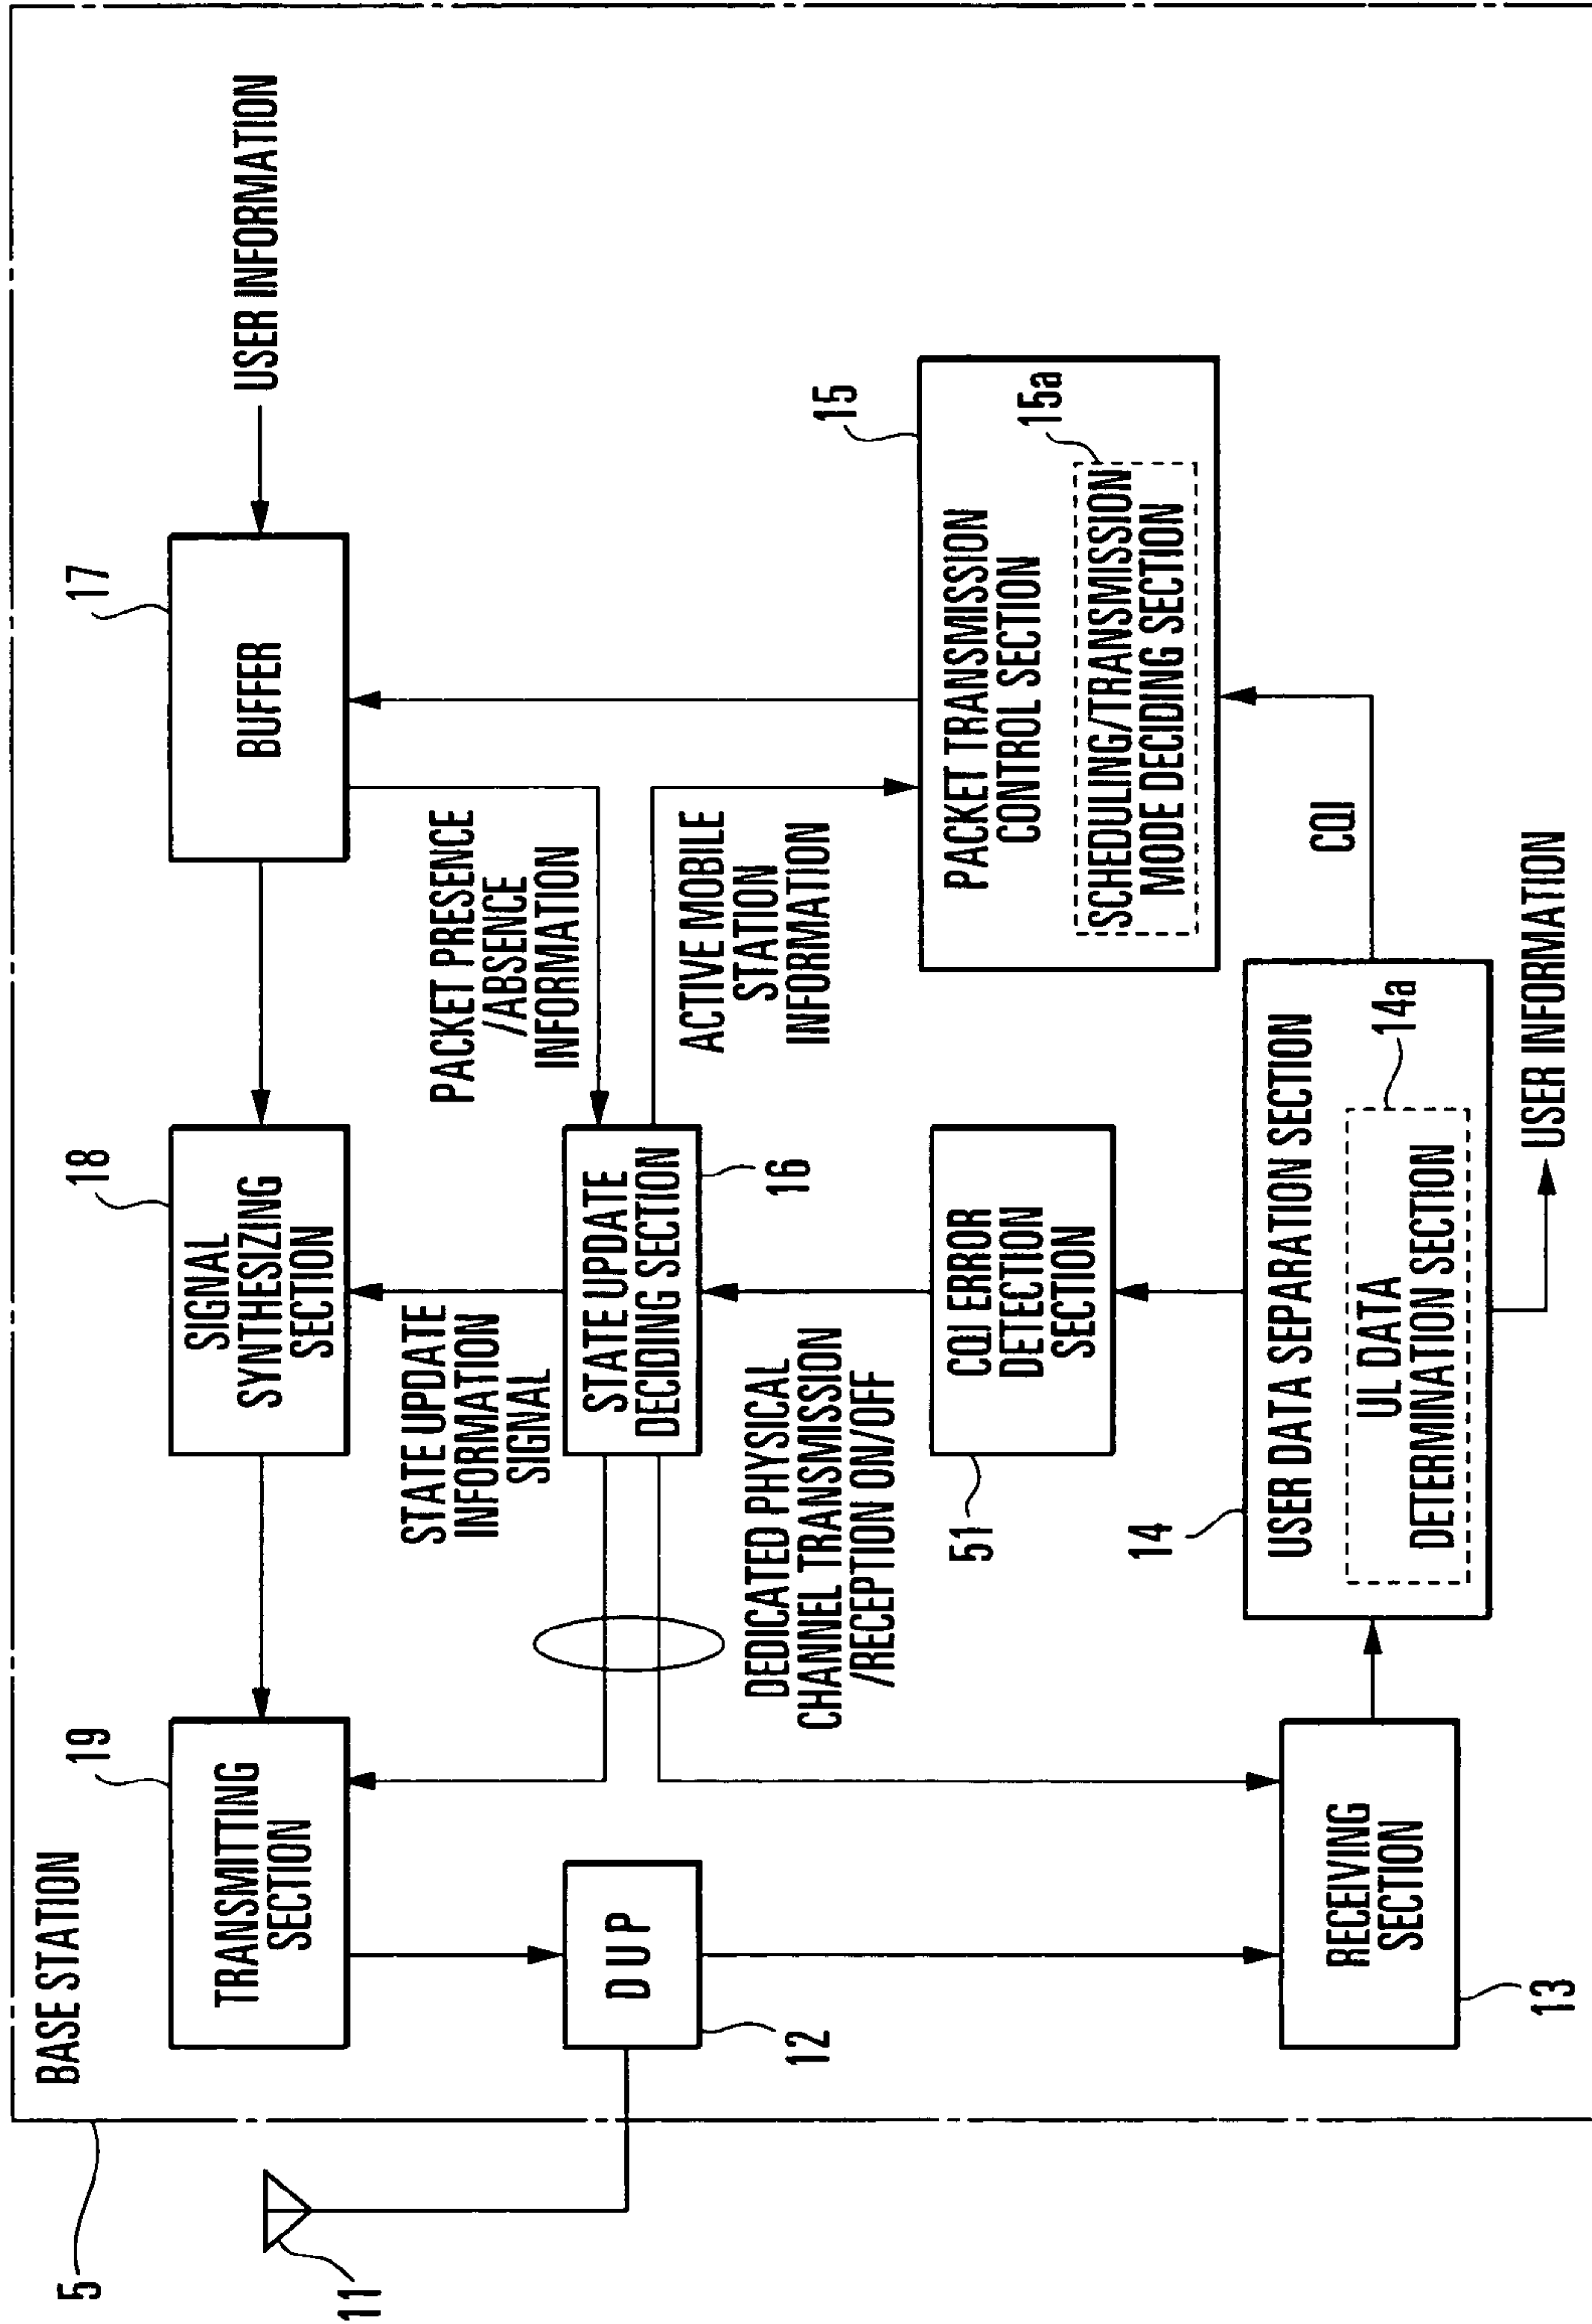 BASE STATION
5
11
19
TRANSMITTING
SECTION
18
SIGNAL
SYNTHESIZING
SECTION
17
BUFFER
USER INFORMATION
STATE UPDATE
INFORMATION
SIGNAL
PACKET PRESENCE
/ABSENCE
INFORMATION
DUP
12
STATE UPDATE
DECIDING SECTION
16
ACTIVE MOBILE
STATION
INFORMATION
DEDICATED PHYSICAL
CHANNEL TRANSMISSION
/RECEPTION ON/OFF
CQI ERROR
DETECTION
SECTION
51
15
PACKET TRANSMISSION
CONTROL SECTION
15a
SCHEDULING/TRANSMISSION
MODE DECIDING SECTION
RECEIVING
SECTION
13
14
USER DATA SEPARATION SECTION
14a
UL DATA
DETERMINATION SECTION
CQI
USER INFORMATION